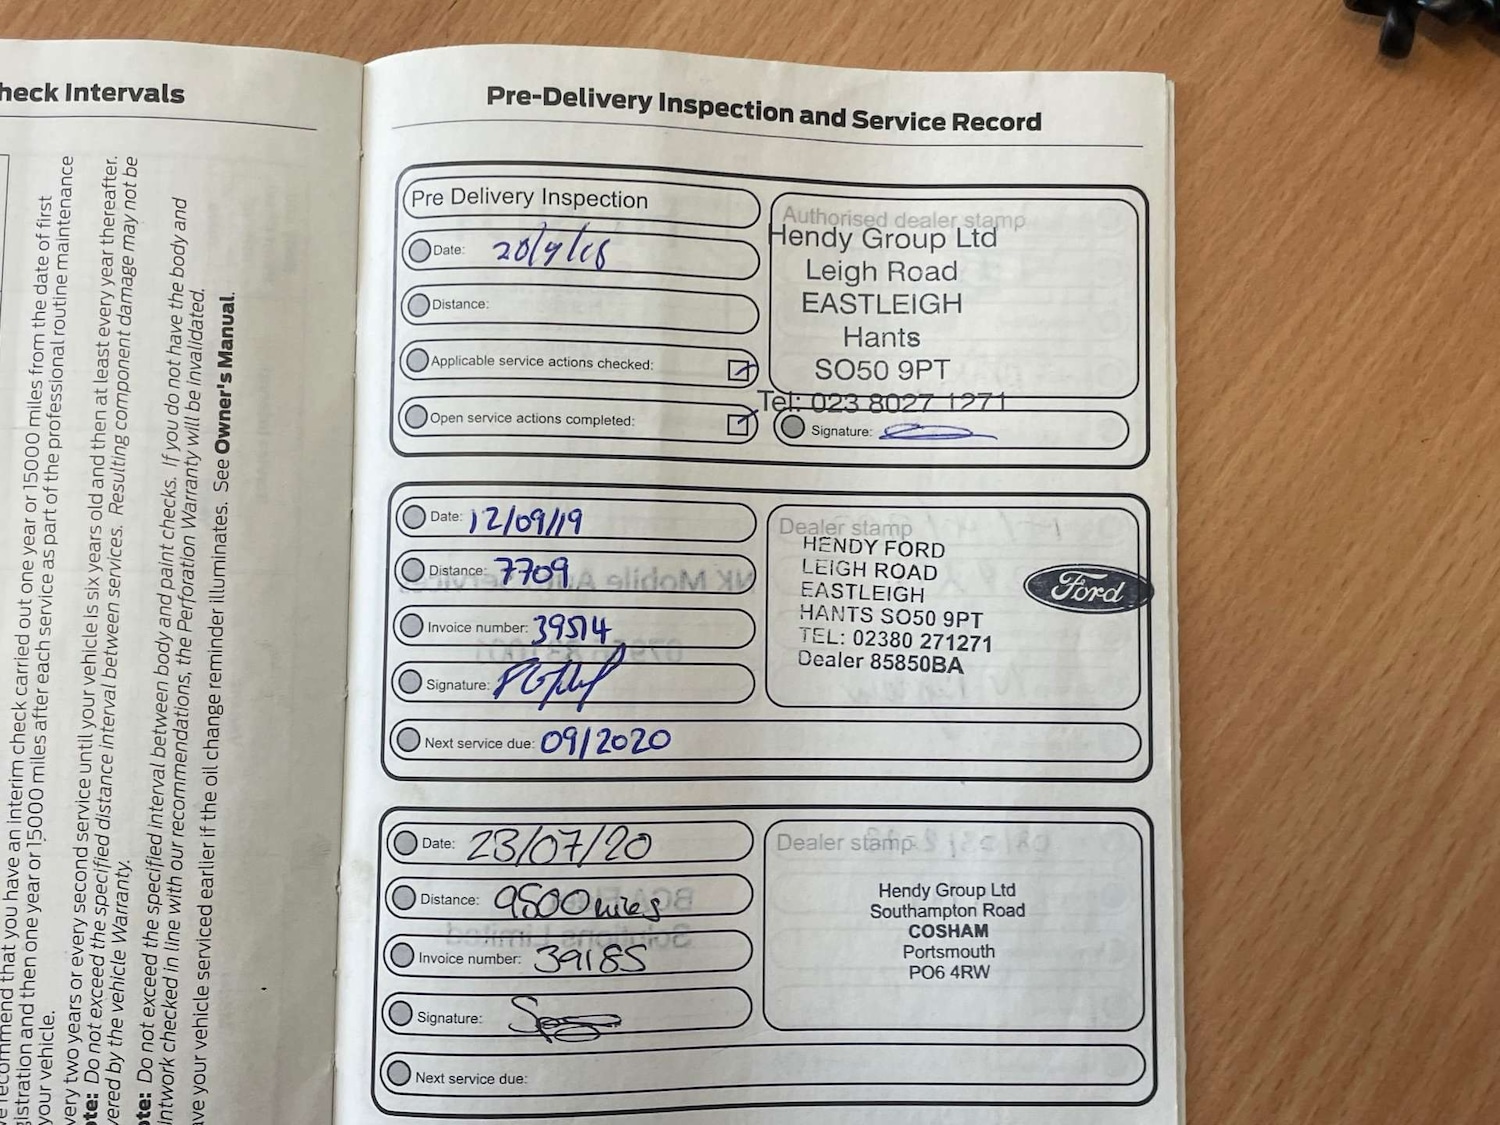 heck Intervals
recommend that you have an interim check carried out one year or 15000 miles from the date of first
gistration and then one year or 15000 miles after each service as part of the professional routine maintenance
your vehicle.
very two years or every second service until your vehicle is six years old and then at least every year thereafter.
ote: Do not exceed the specified distance interval between services. Resulting component damage may not be
vered by the vehicle Warranty.
ote: Do not exceed the specified interval between body and paint checks. If you do not have the body and
intwork checked in line with our recommendations, the Perforation Warranty will be invalidated.
ave your vehicle serviced earlier if the oil change reminder illuminates. See Owner's Manual.
Pre-Delivery Inspection and Service Record
Pre Delivery Inspection
Date: 20/9/18
Distance:
Applicable service actions checked:
Open service actions completed:
Authorised dealer stamp
Hendy Group Ltd
Leigh Road
EASTLEIGH
Hants
SO50 9PT
Tel: 023 8027 1271
Signature:
Date: 12/09/19
Distance: 7709
Invoice number: 39514
Signature:
Next service due: 09/2020
Dealer stamp
HENDY FORD
LEIGH ROAD
EASTLEIGH
HANTS SO50 9PT
TEL: 02380 271271
Dealer 85850BA
Ford
Date: 23/07/20
Distance: 9500 miles
Invoice number: 39185
Signature:
Next service due:
Dealer stamp
Hendy Group Ltd
Southampton Road
COSHAM
Portsmouth
PO6 4RW